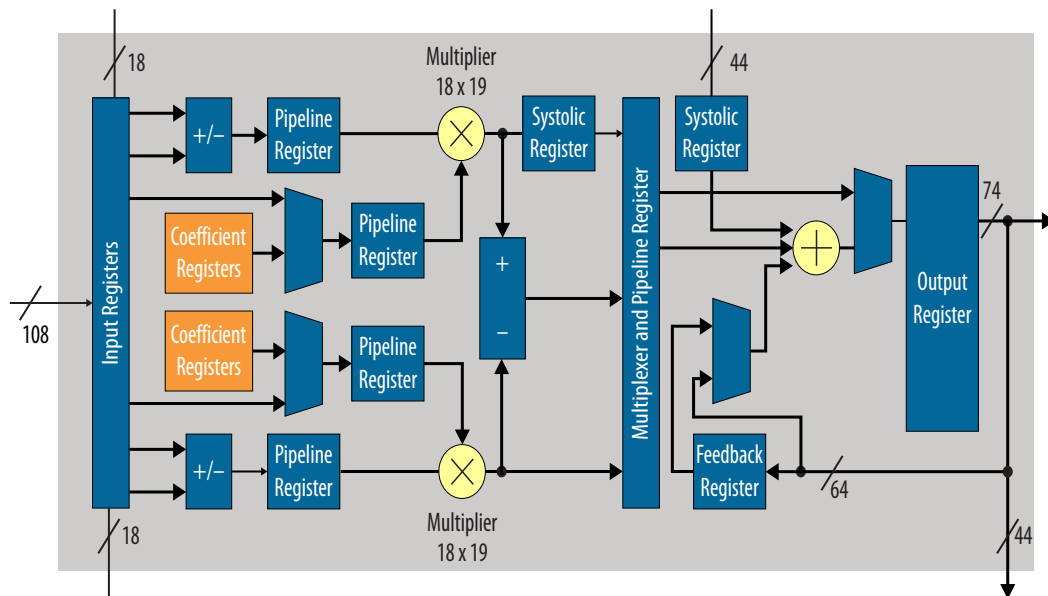 18
44
Multiplier
18 x 19
+/−
Pipeline
Register
Systolic
Register
Systolic
Register
74
Coefficient
Registers
Pipeline
Register
+
−
Input Registers
Multiplexer and Pipeline Register
Output
Register
108
Coefficient
Registers
Pipeline
Register
+/−
Pipeline
Register
Feedback
Register
64
18
Multiplier
18 x 19
44